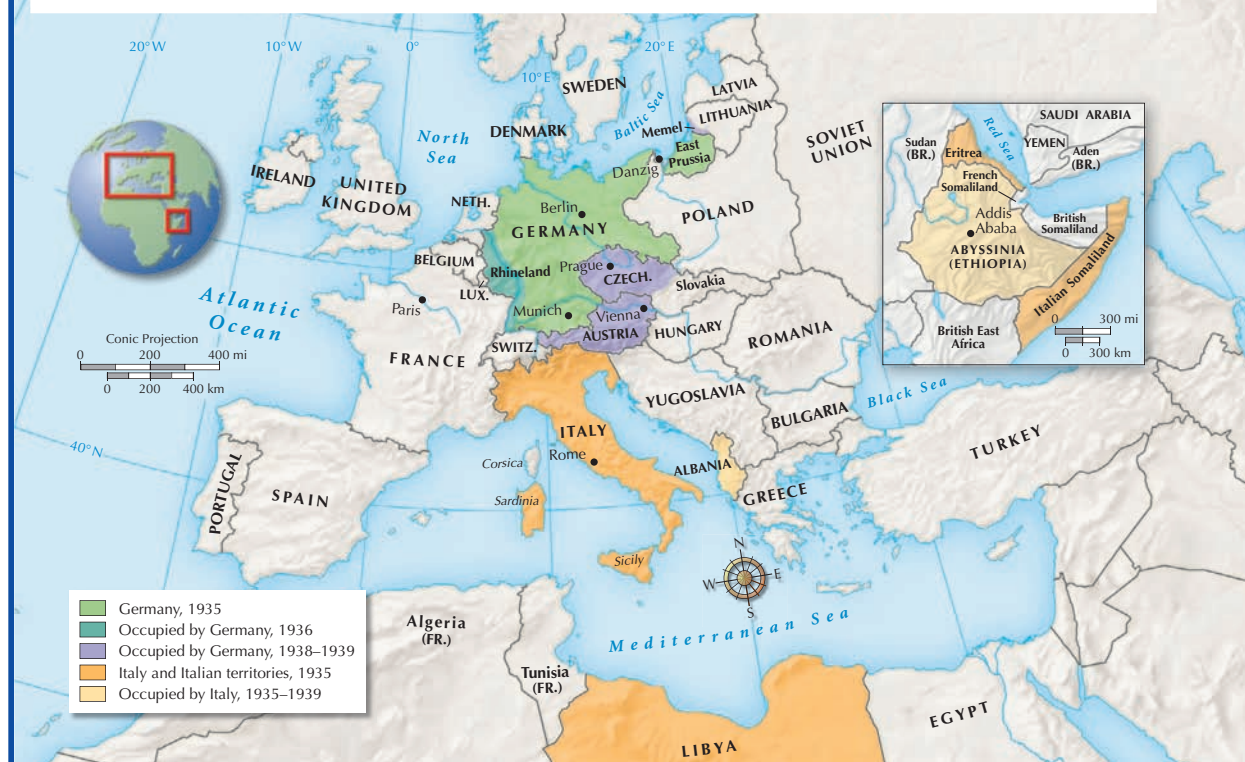 20°W
10°W
0°
10°E
20°E
SWEDEN
Baltic Sea
LATVIA
LITHUANIA
Memel
East
Prussia
SOVIET
UNION
North
Sea
DENMARK
Danzig
IRELAND
UNITED
KINGDOM
NETH.
Berlin
GERMANY
POLAND
BELGIUM
Rhineland
Prague
CZECH.
Slovakia
LUX.
Paris
Munich
Vienna
AUSTRIA
HUNGARY
ROMANIA
SWITZ.
FRANCE
Atlantic
Ocean
Conic Projection
0 200 400 mi
0 200 400 km
40°N
YUGOSLAVIA
BULGARIA
Black Sea
ITALY
Rome
Corsica
Sardinia
ALBANIA
GREECE
TURKEY
PORTUGAL
SPAIN
Sicily
N
W
E
S
Mediterranean Sea
Algeria
(FR.)
Tunisia
(FR.)
LIBYA
EGYPT
SAUDI ARABIA
Red Sea
Sudan
(BR.)
Eritrea
YEMEN
Aden
(BR.)
French
Somaliland
Addis
Ababa
British
Somaliland
ABYSSINIA
(ETHIOPIA)
Italian Somaliland
British East
Africa
0 300 mi
0 300 km
Germany, 1935
Occupied by Germany, 1936
Occupied by Germany, 1938–1939
Italy and Italian territories, 1935
Occupied by Italy, 1935–1939